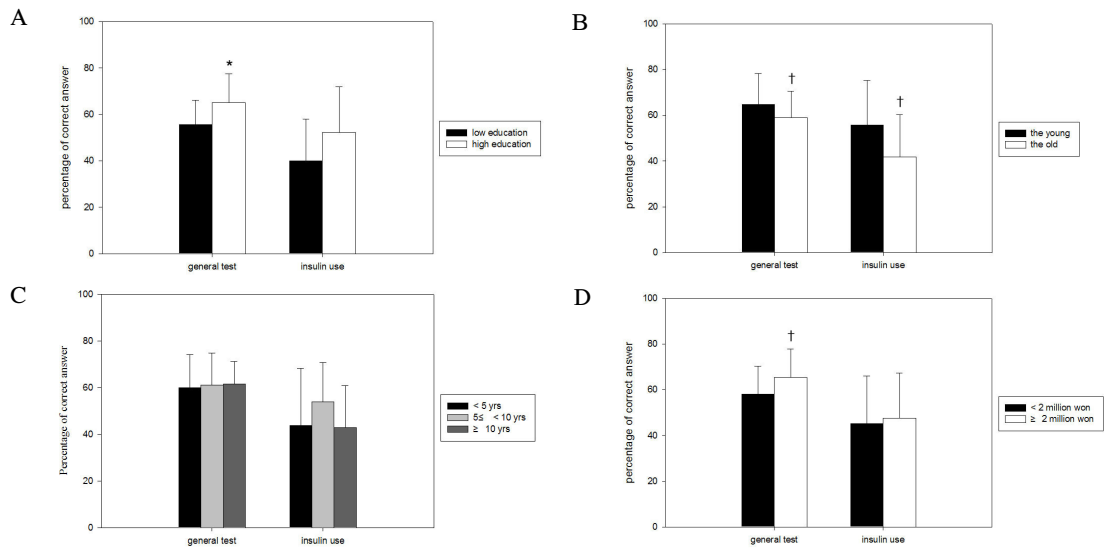 A
percentage of correct answer
100
80
60
40
20
0
*
general test
insulin use
low education
high education
B
percentage of correct answer
100
80
60
40
20
0
†
†
general test
insulin use
the young
the old
C
Percentage of correct answer
100
80
60
40
20
0
general test
insulin use
< 5 yrs
5≤ < 10 yrs
≥ 10 yrs
D
percentage of correct answer
100
80
60
40
20
0
†
general test
insulin use
< 2 million won
≥ 2 million won